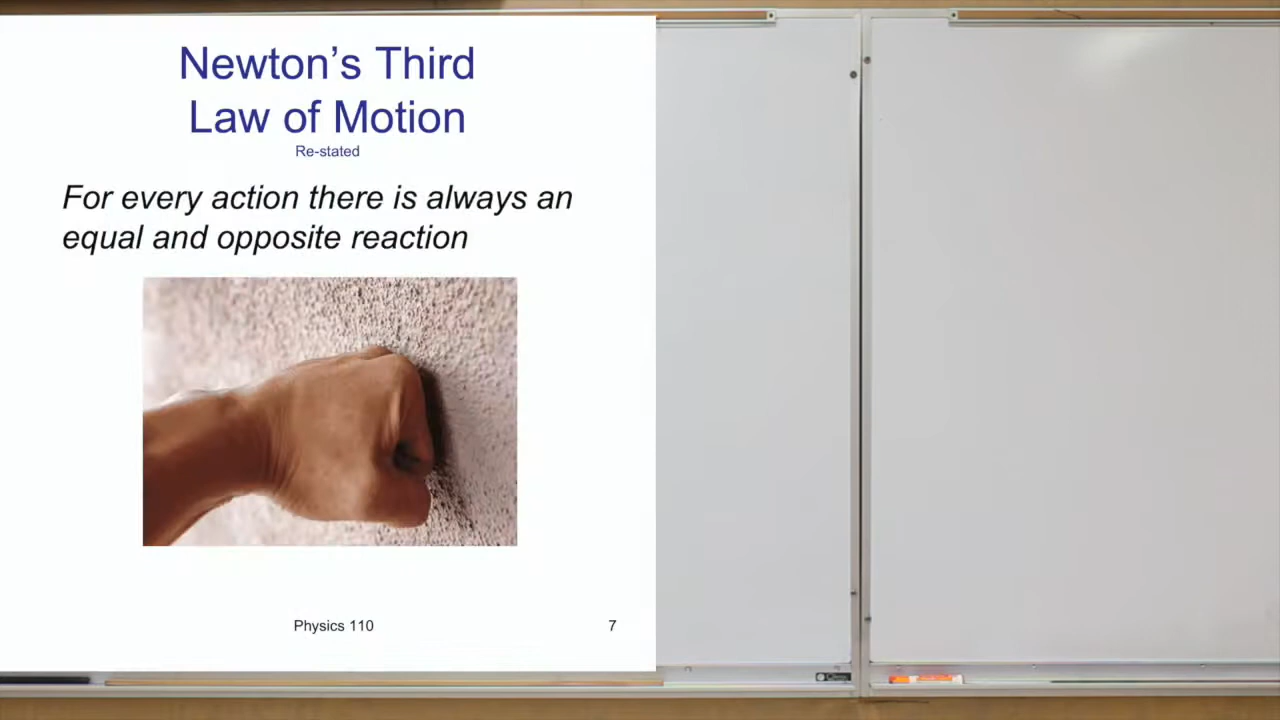 Newton’s Third
Law of Motion
Re-stated
For every action there is always an
equal and opposite reaction
Physics 110
7